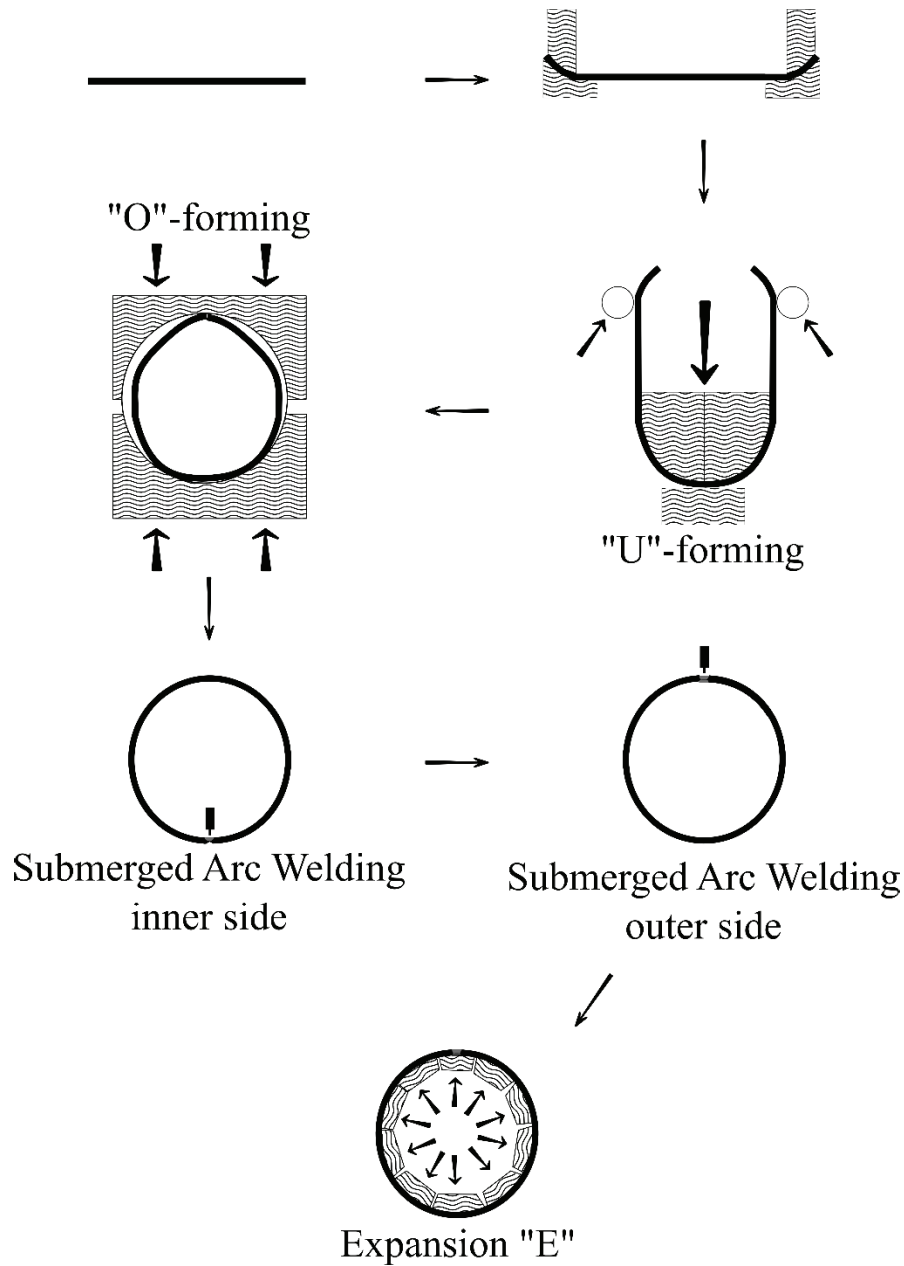 "O"-forming
"U"-forming
Submerged Arc Welding
inner side
Submerged Arc Welding
outer side
Expansion "E"